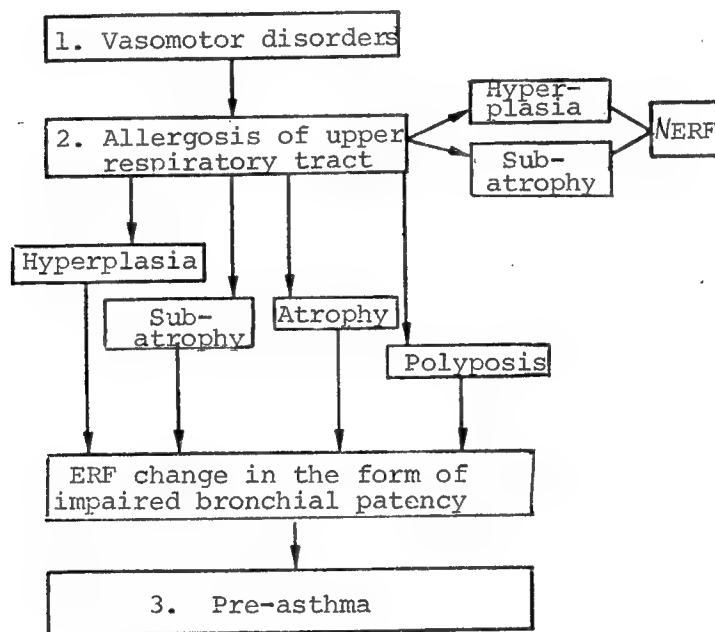 1. Vasomotor disorders
2. Allergosis of upper
respiratory tract
Hyper-
plasia
Sub-
atrophy
NERF
Hyperplasia
Sub-
atrophy
Atrophy
Polyposis
ERF change in the form of
impaired bronchial patency
3. Pre-asthma